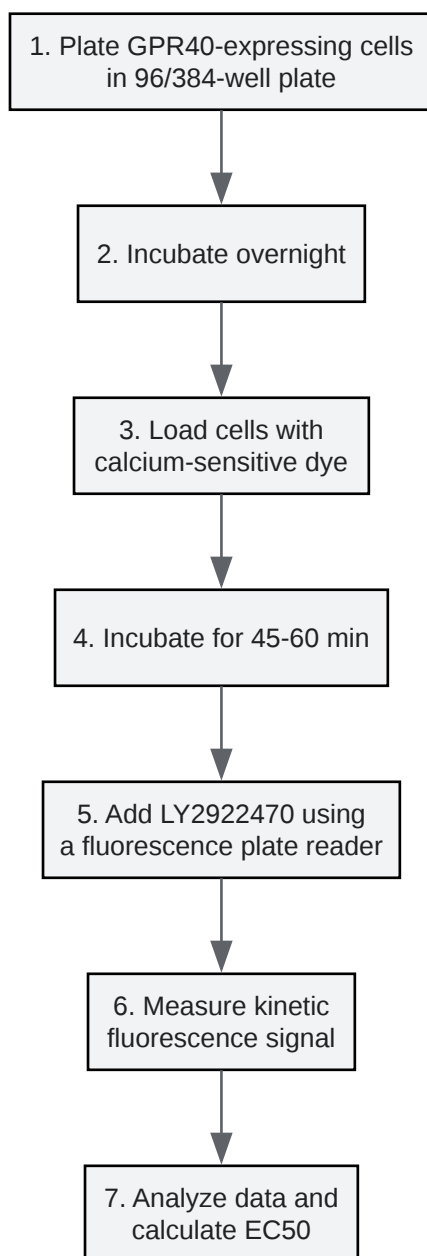 1. Plate GPR40-expressing cells
in 96/384-well plate
2. Incubate overnight
3. Load cells with
calcium-sensitive dye
4. Incubate for 45-60 min
5. Add LY2922470 using
a fluorescence plate reader
6. Measure kinetic
fluorescence signal
7. Analyze data and
calculate EC50